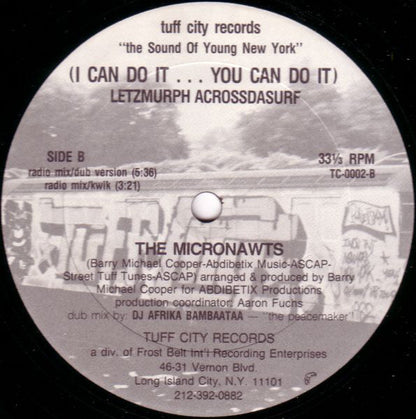 tuff city records
"the Sound Of Young New York"
(I CAN DO IT . . . YOU CAN DO IT)
LETZMURPH ACROSSDASURF
SIDE B
radio mix/dub version (5:36)
radio mix/kwik (3:21)
33⅓ RPM
TC-0002-B
THE MICRONAWTS
(Barry Michael Cooper-Abdibetix Music-ASCAP-
Street Tuff Tunes-ASCAP) arranged & produced by Barry
Michael Cooper for ABDIBETIX Productions
production coordinator: Aaron Fuchs
dub mix by: DJ AFRIKA BAMBAATAA — "the peacemaker"
TUFF CITY RECORDS
a div. of Frost Belt Int'l Recording Enterprises
46-31 Vernon Blvd.
Long Island City, N.Y. 11101
212-392-0882